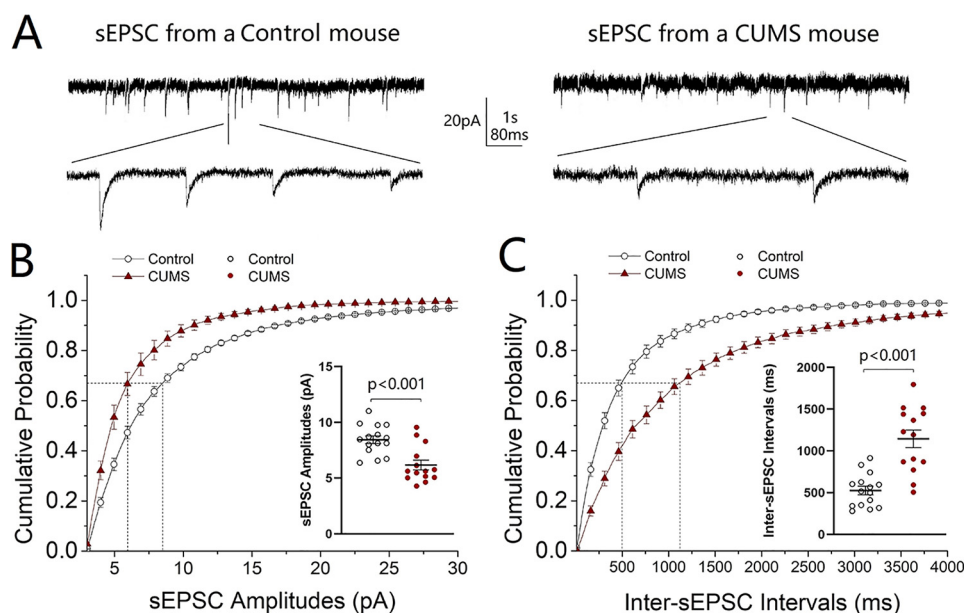 A
sEPSC from a Control mouse
sEPSC from a CUMS mouse
20pA
1s
80ms
B
Control
Control
CUMS
CUMS
1.0
0.8
0.6
0.4
0.2
0.0
Cumulative Probability
5
10
15
20
25
30
sEPSC Amplitudes (pA)
15
10
5
0
sEPSC Amplitudes (pA)
p<0.001
C
Control
Control
CUMS
CUMS
1.0
0.8
0.6
0.4
0.2
0.0
Cumulative Probability
500
1000
1500
2000
2500
3000
3500
4000
Inter-sEPSC Intervals (ms)
2000
1500
1000
500
0
Inter-sEPSC Intervals (ms)
p<0.001